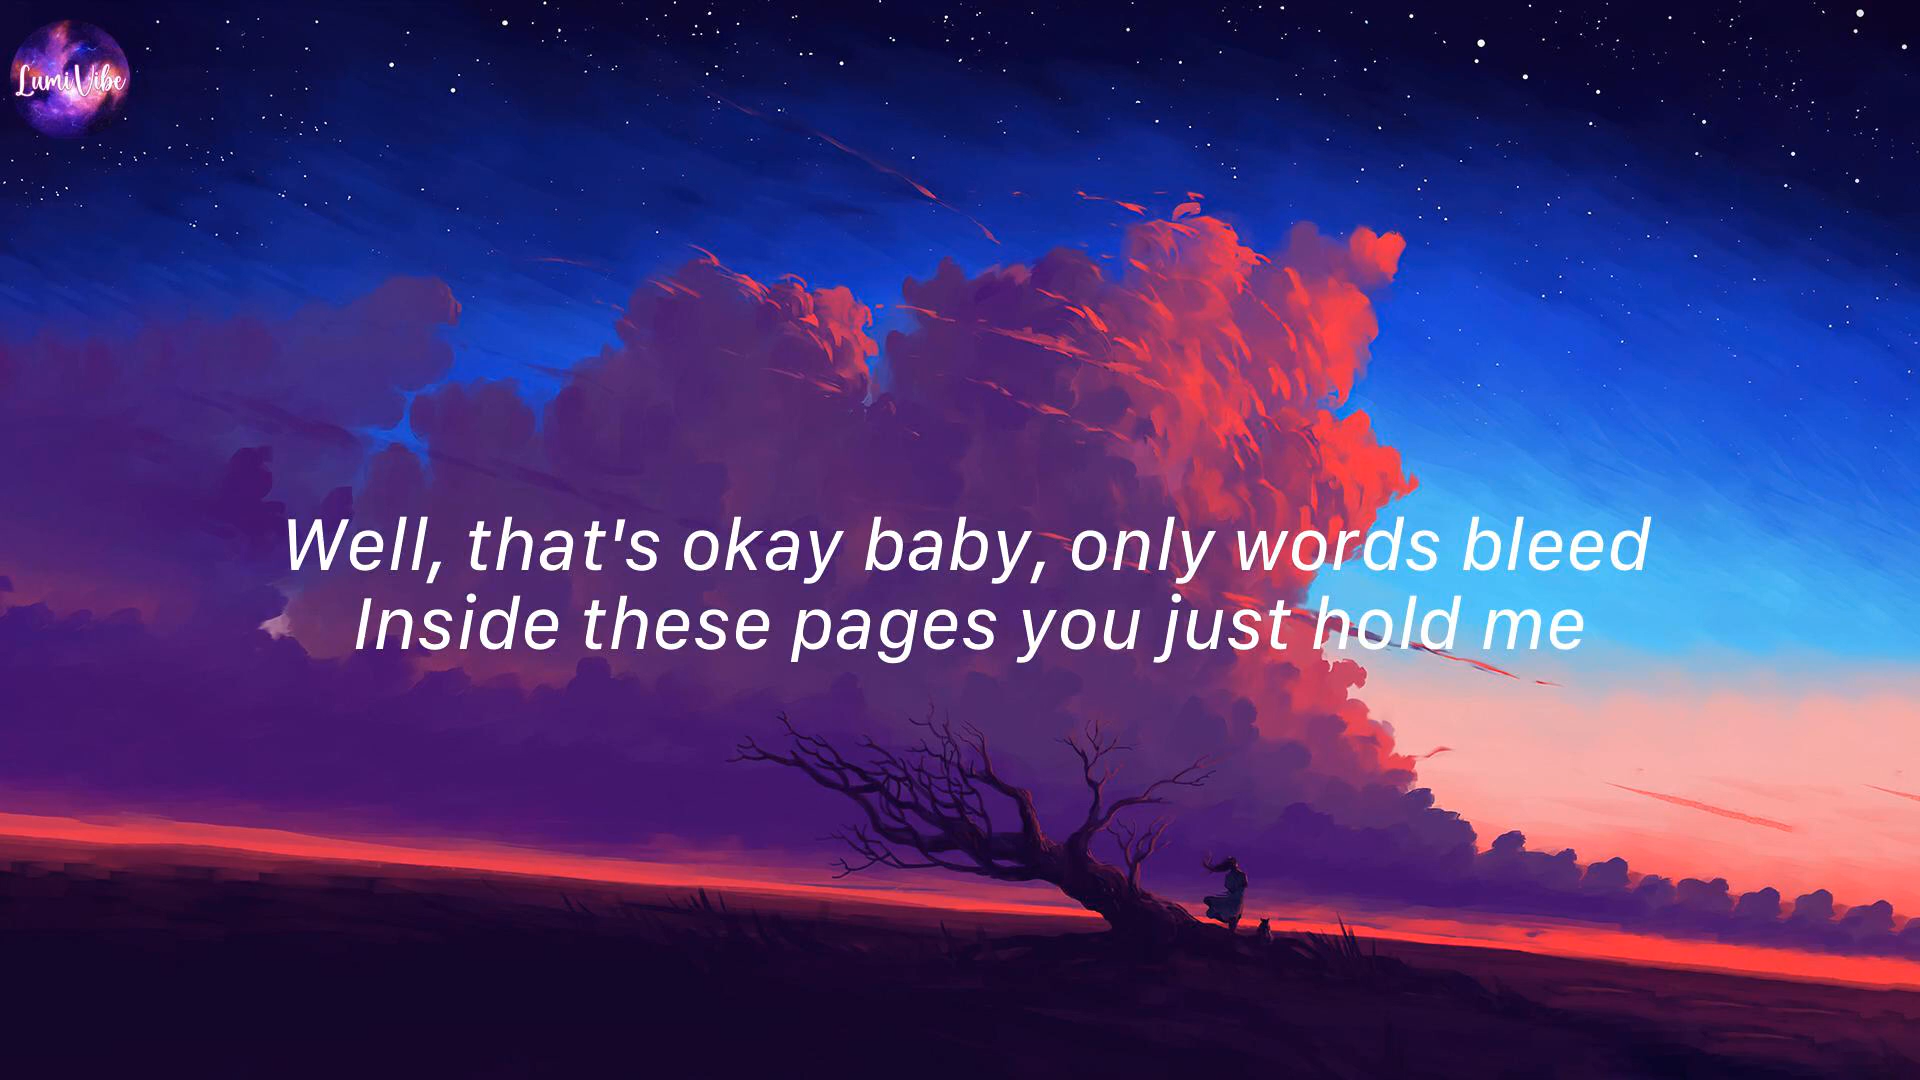 LumiVibe
Well, that's okay baby, only words bleed
Inside these pages you just hold me